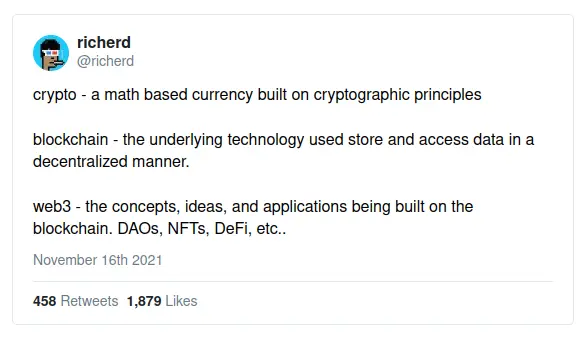 richerd
@richerd
crypto - a math based currency built on cryptographic principles
blockchain - the underlying technology used store and access data in a
decentralized manner.
web3 - the concepts, ideas, and applications being built on the
blockchain. DAOs, NFTs, DeFi, etc..
November 16th 2021
458 Retweets 1,879 Likes